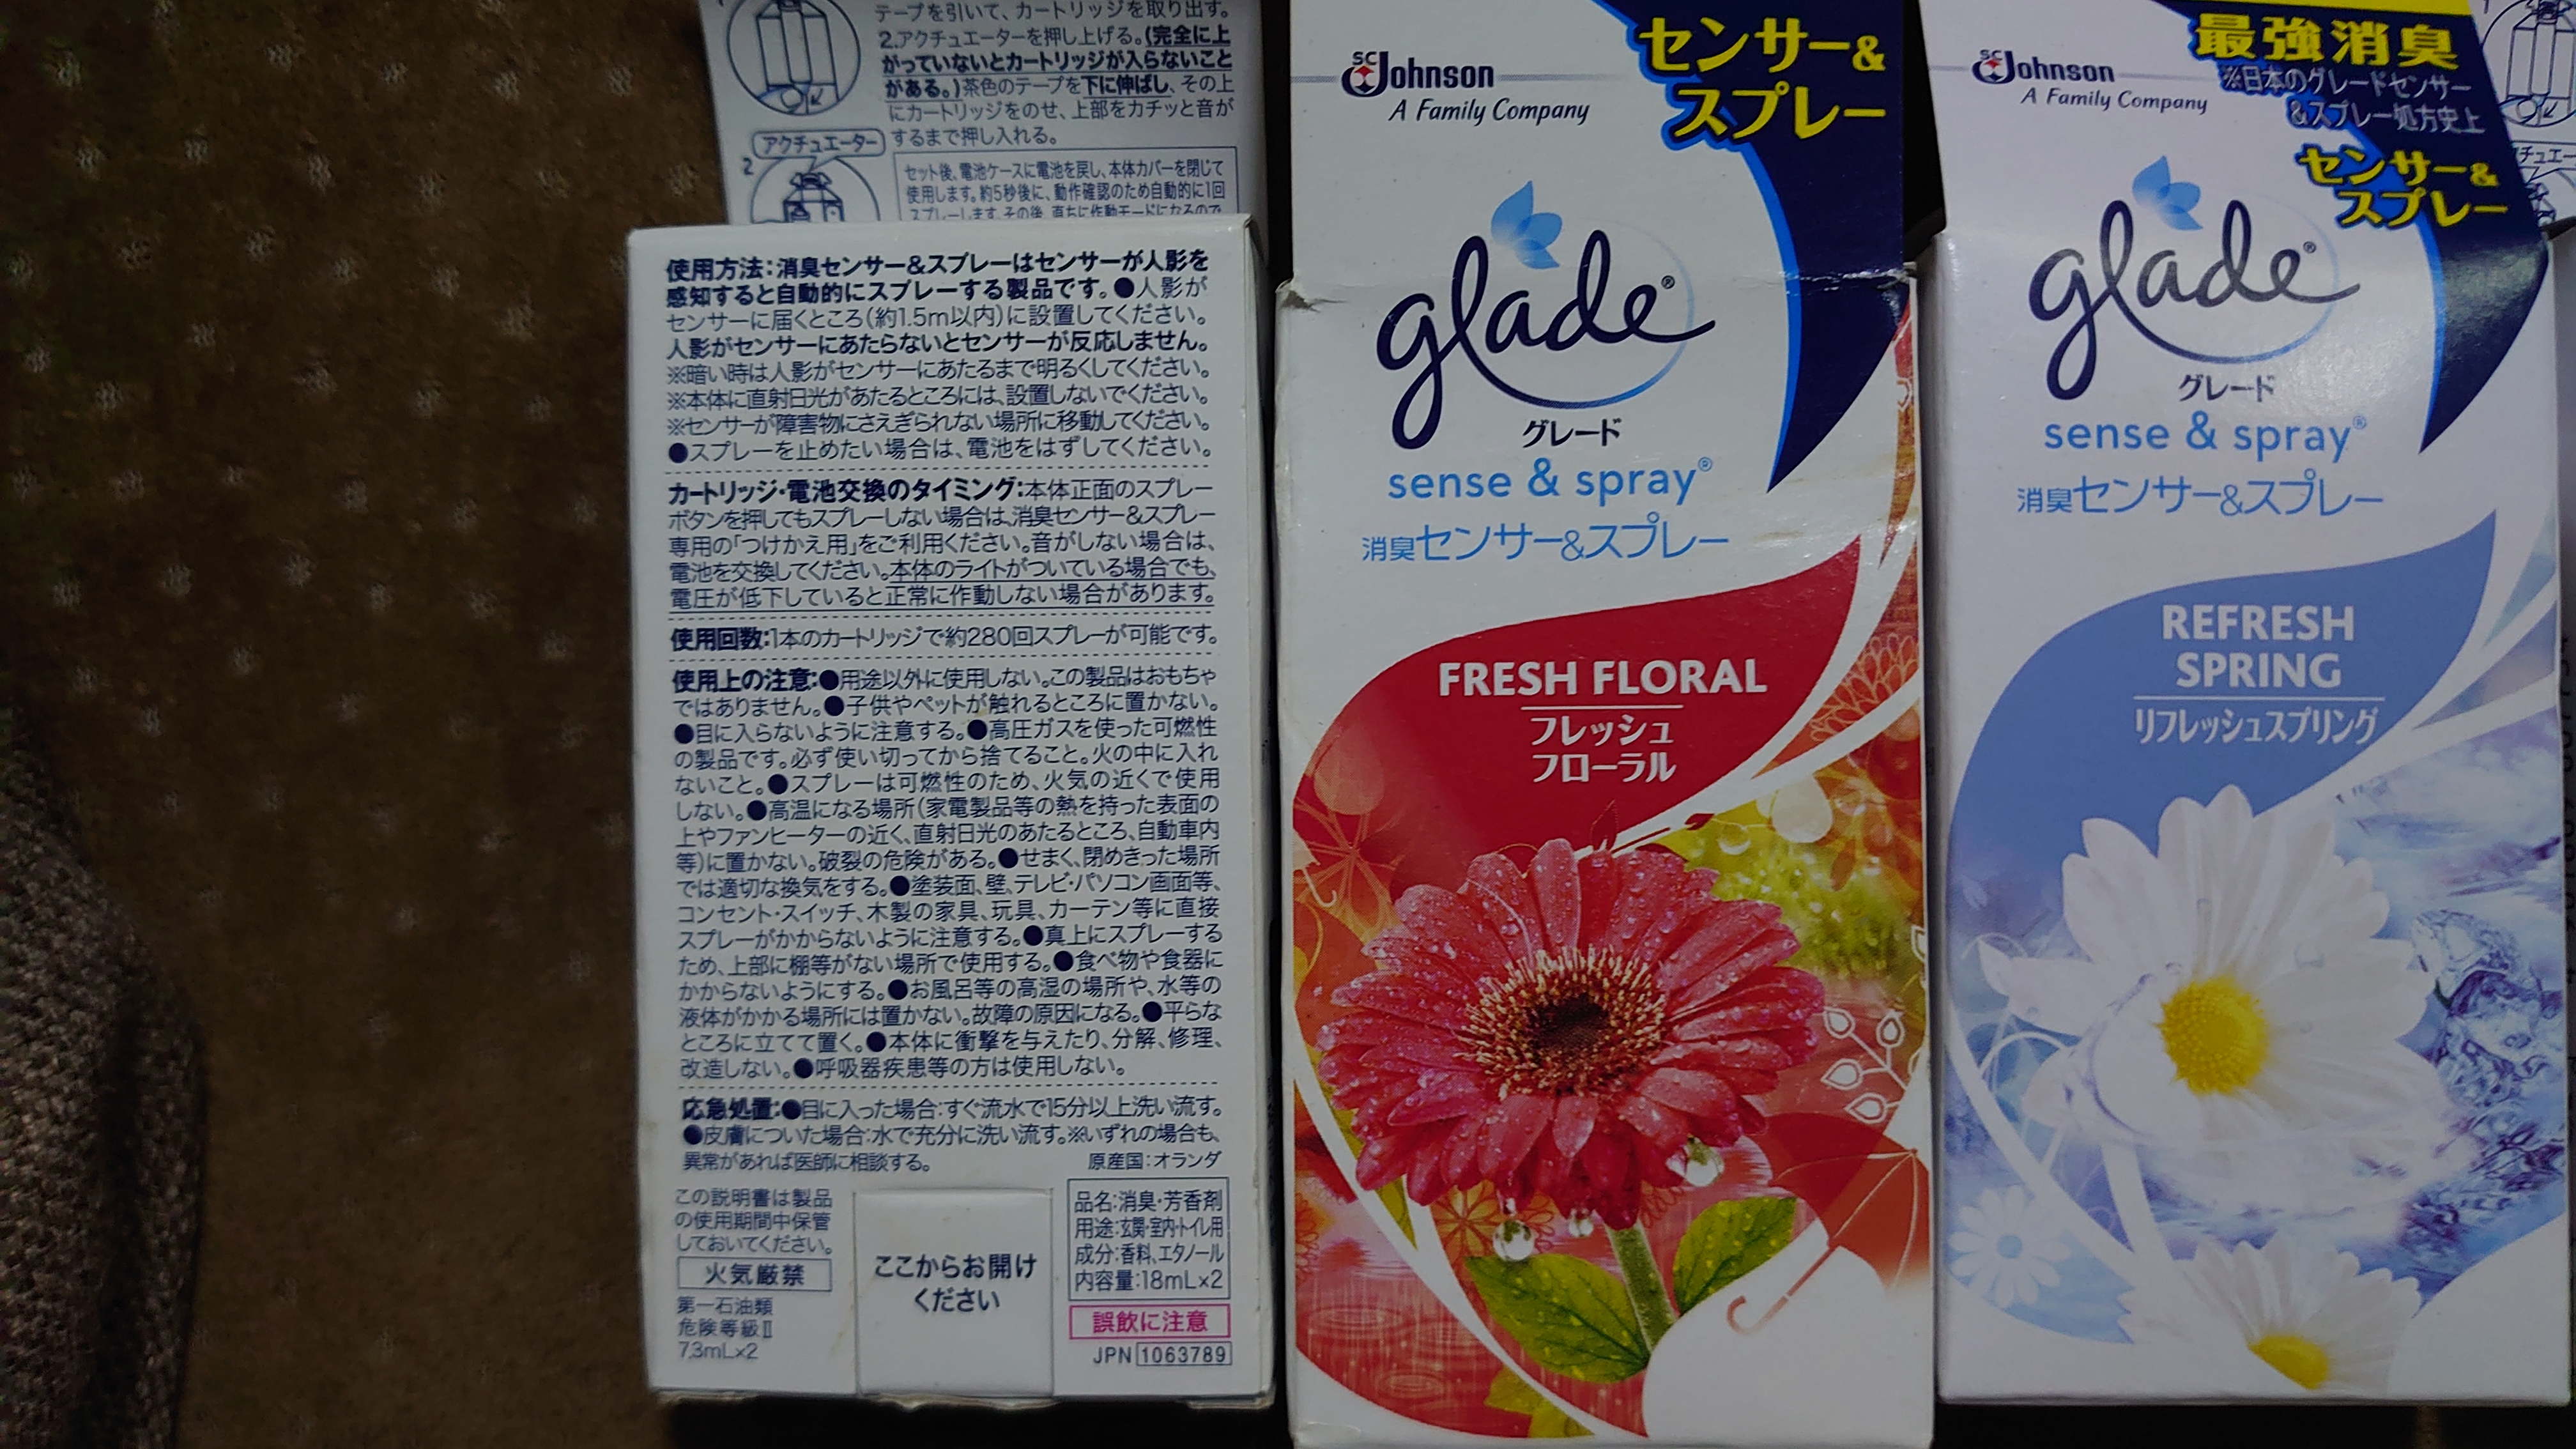 テープを引いて、カートリッジを取り出す。
2.アクチュエーターを押し上げる。(完全に上
がっていないとカートリッジが入らないこと
がある。)茶色のテープを下に伸ばし、その上
にカートリッジをのせ、上部をカチッと音が
するまで押し入れる。
アクチュエーター
2
セット後、電池ケースに電池を戻し、本体カバーを閉じて
使用します。約5秒後に、動作確認のため自動的に1回
スプレーします。その後、直ちに作動モードになるので
使用方法:消臭センサー&スプレーはセンサーが人影を
感知すると自動的にスプレーする製品です。●人影が
センサーに届くところ(約1.5m以内)に設置してください。
人影がセンサーにあたらないとセンサーが反応しません。
※暗い時は人影がセンサーにあたるまで明るくしてください。
※本体に直射日光があたるところには、設置しないでください。
※センサーが障害物にさえぎられない場所に移動してください。
●スプレーを止めたい場合は、電池をはずしてください。
カートリッジ・電池交換のタイミング:本体正面のスプレー
ボタンを押してもスプレーしない場合は、消臭センサー&スプレー
専用の「つけかえ用」をご利用ください。音がしない場合は、
電池を交換してください。本体のライトがついている場合でも、
電圧が低下していると正常に作動しない場合があります。
使用回数:1本のカートリッジで約280回スプレーが可能です。
使用上の注意:●用途以外に使用しない。この製品はおもちゃ
ではありません。●子供やペットが触れるところに置かない。
●目に入らないように注意する。●高圧ガスを使った可燃性
の製品です。必ず使い切ってから捨てること。火の中に入れ
ないこと。●スプレーは可燃性のため、火気の近くで使用
しない。●高温になる場所(家電製品等の熱を持った表面の
上やファンヒーターの近く、直射日光のあたるところ、自動車内
等)に置かない。破裂の危険がある。●せまく、閉めきった場所
では適切な換気をする。●塗装面、壁、テレビ・パソコン画面等、
コンセント・スイッチ、木製の家具、玩具、カーテン等に直接
スプレーがかからないように注意する。●真上にスプレーする
ため、上部に棚等がない場所で使用する。●食べ物や食器に
かからないようにする。●お風呂等の高湿の場所や、水等の
液体がかかる場所には置かない。故障の原因になる。●平らな
ところに立てて置く。●本体に衝撃を与えたり、分解、修理、
改造しない。●呼吸器疾患等の方は使用しない。
応急処置:●目に入った場合:すぐ流水で15分以上洗い流す。
●皮膚についた場合:水で充分に洗い流す。※いずれの場合も、
異常があれば医師に相談する。
原産国:オランダ
この説明書は製品
の使用期間中保管
しておいてください。
火気厳禁
第一石油類
危険等級Ⅱ
7.3mL×2
ここからお開け
ください
品名:消臭・芳香剤
用途:玄関・室内・トイレ用
成分:香料、エタノール
内容量:18mL×2
誤飲に注意
JPN 1063789
SC Johnson
A Family Company
センサー&
スプレー
glade®
グレード
sense & spray®
消臭センサー&スプレー
FRESH FLORAL
フレッシュ
フローラル
SC Johnson
A Family Company
最強消臭
※日本のグレードセンサー
&スプレー処方史上
センサー&
スプレー
glade®
グレード
sense & spray®
消臭センサー&スプレー
REFRESH
SPRING
リフレッシュスプリング